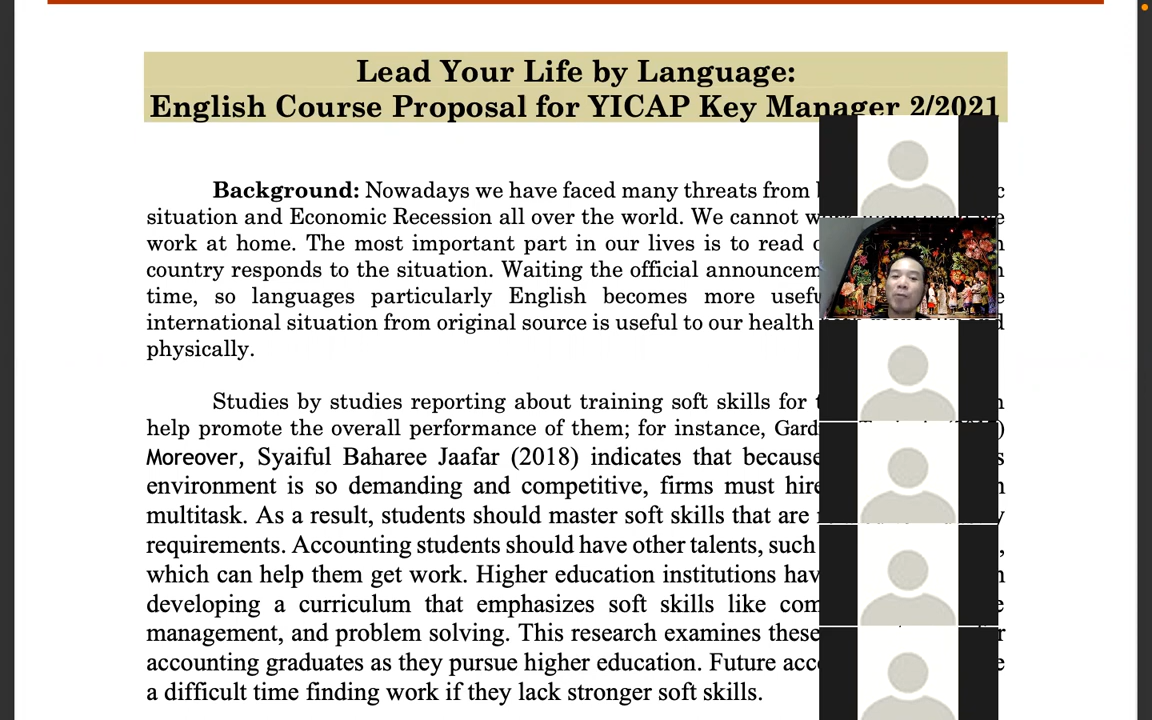 Lead Your Life by Language:
English Course Proposal for YICAP Key Manager 2/2021
Background: Nowadays we have faced many threats from
situation and Economic Recession all over the world. We cannot
work at home. The most important part in our lives is to read
country responds to the situation. Waiting the official
time, so languages particularly English becomes more
international situation from original source is useful to our health
physically.
Studies by studies reporting about training soft skills for
help promote the overall performance of them; for instance,
Moreover, Syaiful Baharee Jaafar (2018) indicates that because
environment is so demanding and competitive, firms must hire
multitask. As a result, students should master soft skills that are
requirements. Accounting students should have other talents, such
which can help them get work. Higher education institutions
developing a curriculum that emphasizes soft skills like
management, and problem solving. This research examines these
accounting graduates as they pursue higher education. Future
a difficult time finding work if they lack stronger soft skills.